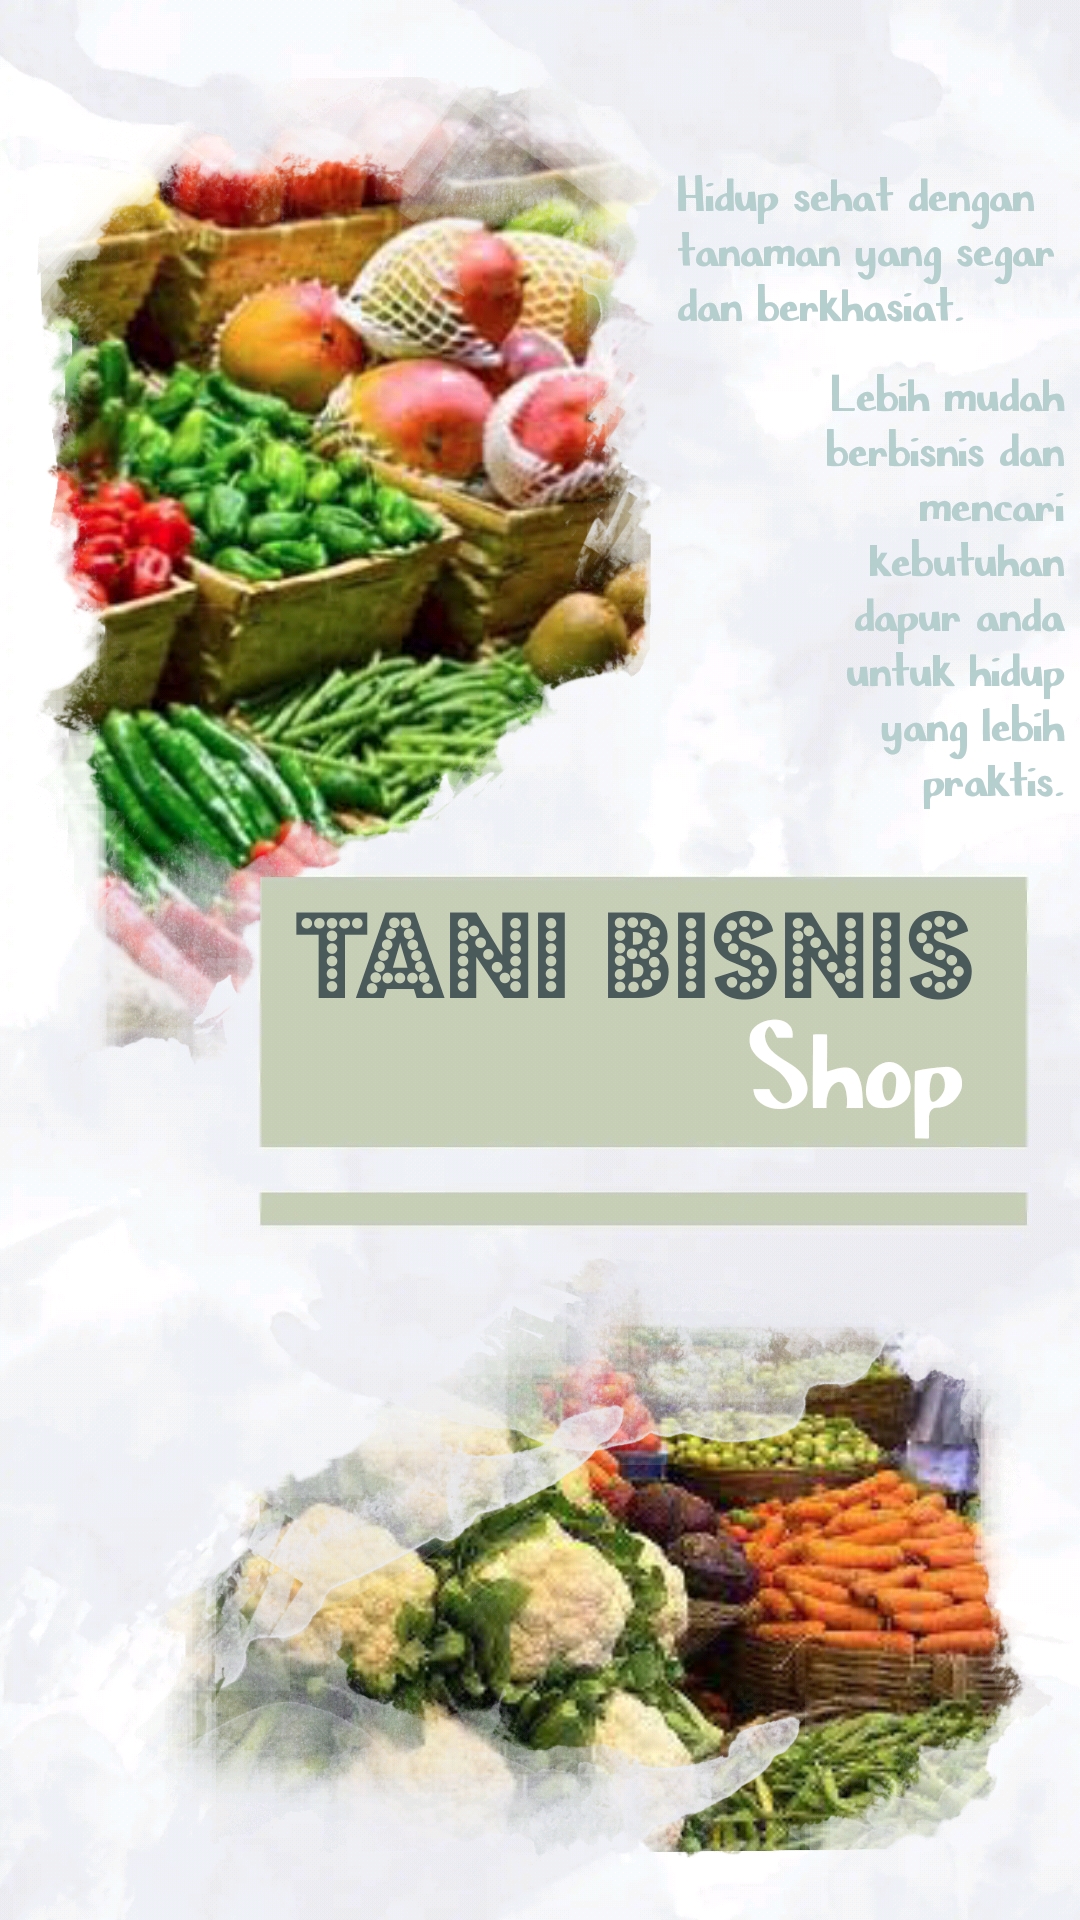 Hidup sehat dengan
tanaman yang segar
dan berkhasiat.
Lebih mudah
berbisnis dan
mencari
kebutuhan
dapur anda
untuk hidup
yang lebih
praktis.
TANI BISNIS
Shop